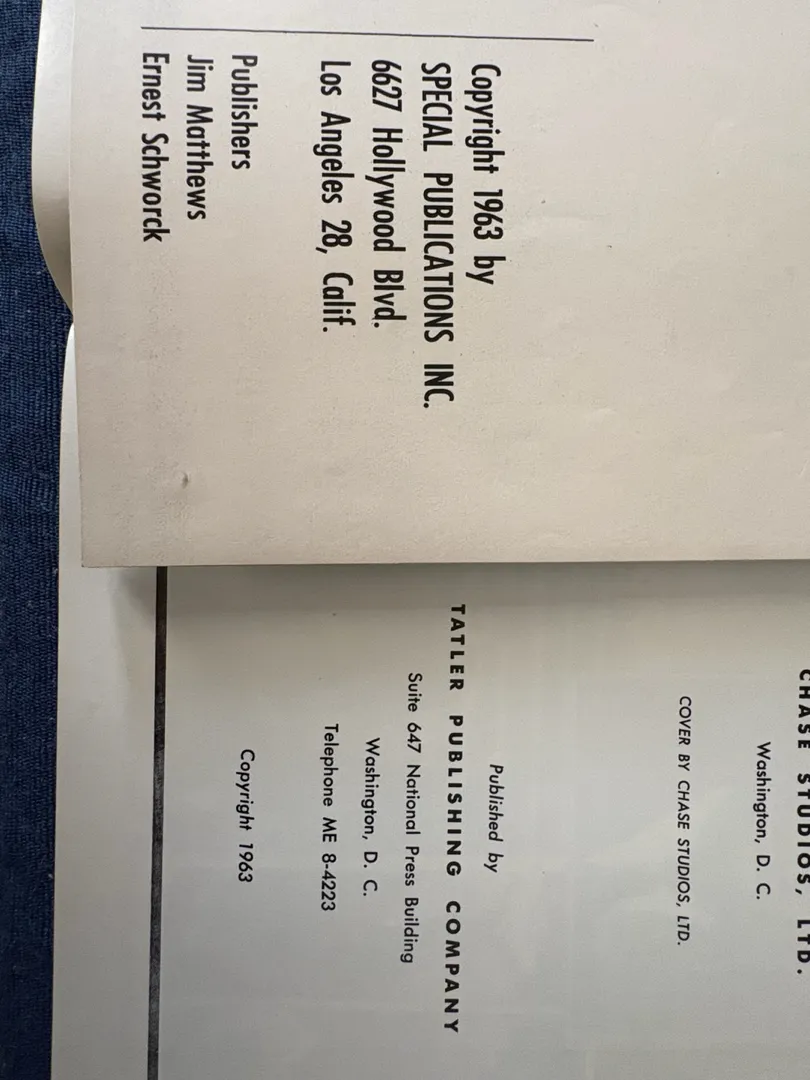 Copyright 1963 by
SPECIAL PUBLICATIONS INC.
6627 Hollywood Blvd.
Los Angeles 28, Calif.
Publishers
Jim Matthews
Ernest Schworck
CHASE STUDIOS, LTD.
Washington, D. C.
COVER BY CHASE STUDIOS, LTD.
Published by
TATLER PUBLISHING COMPANY
Suite 647 National Press Building
Washington, D. C.
Telephone ME 8-4223
Copyright 1963